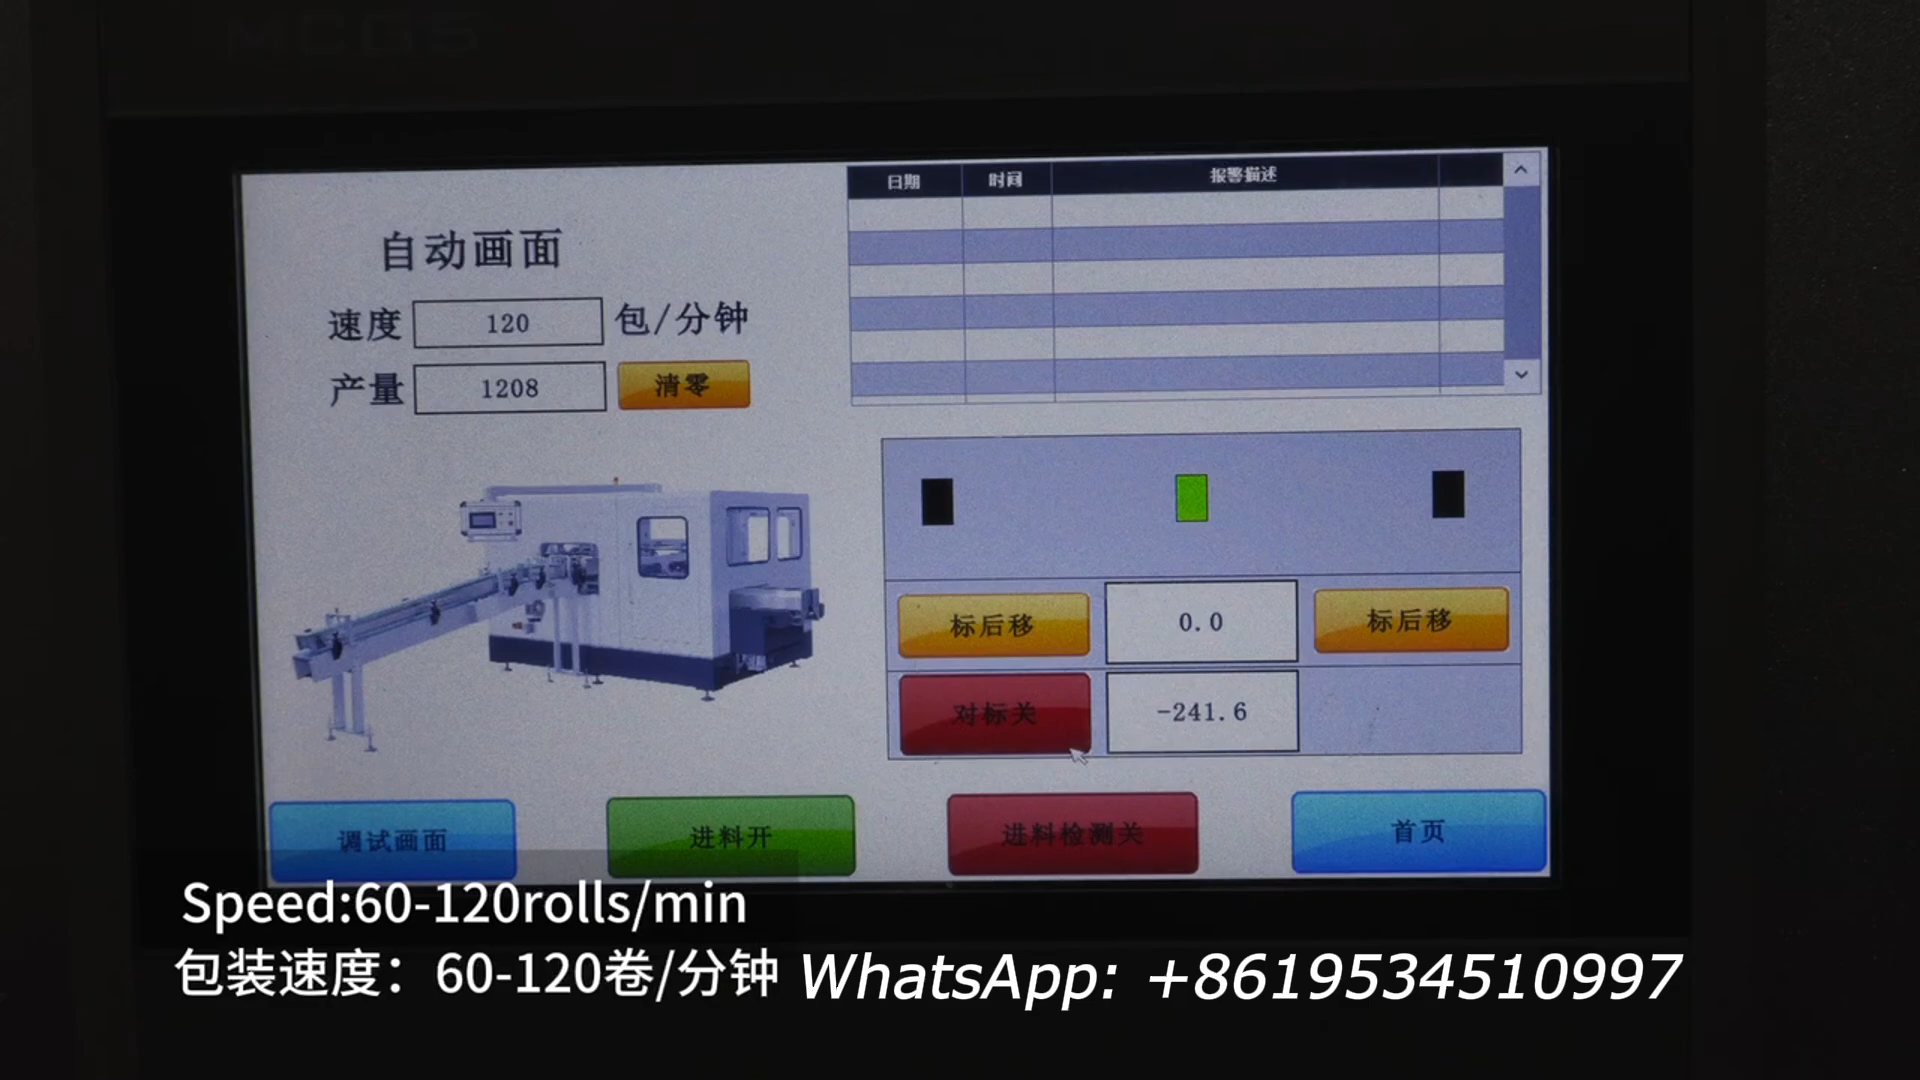 MCGS
自动画面
速度 120 包/分钟
产量 1208 清零
日期 时间 报警描述
标后移 0.0 标后移
对标关 -241.6
调试画面 进料开 进料检测关 首页
Speed:60-120rolls/min
包装速度：60-120卷/分钟 WhatsApp: +8619534510997